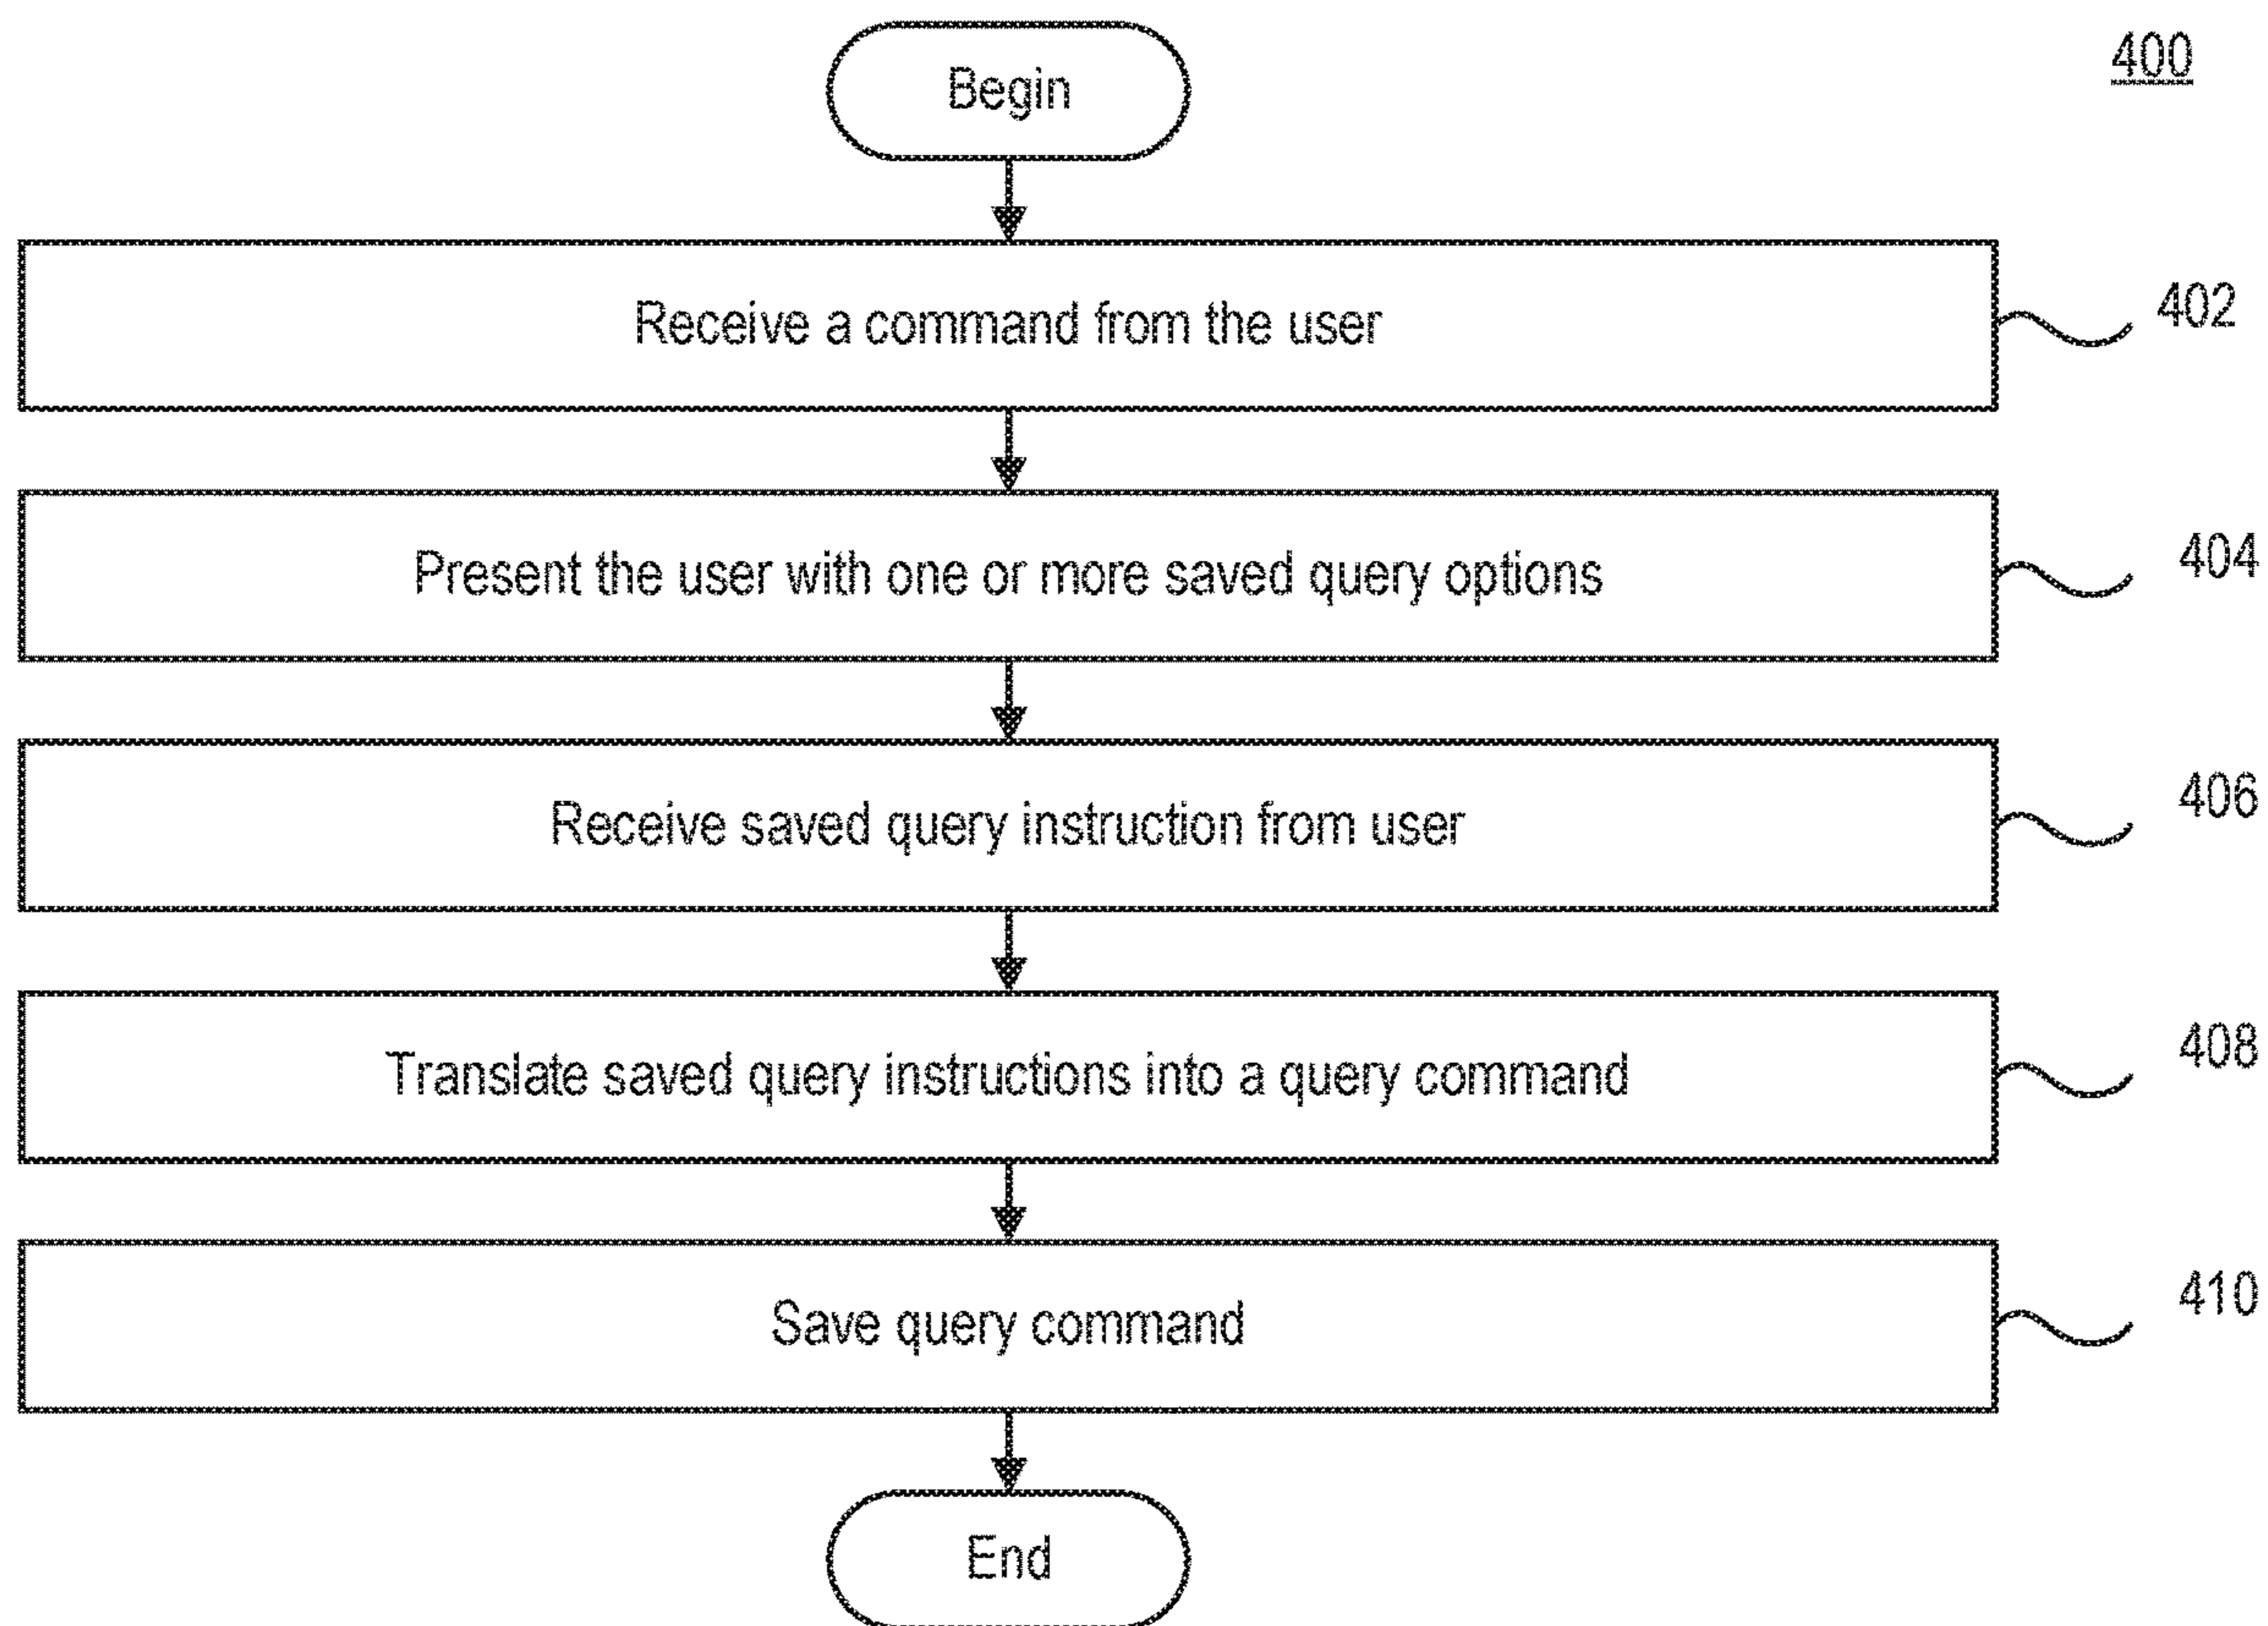 400
Begin
Receive a command from the user
402
Present the user with one or more saved query options
404
Receive saved query instruction from user
406
Translate saved query instructions into a query command
408
Save query command
410
End